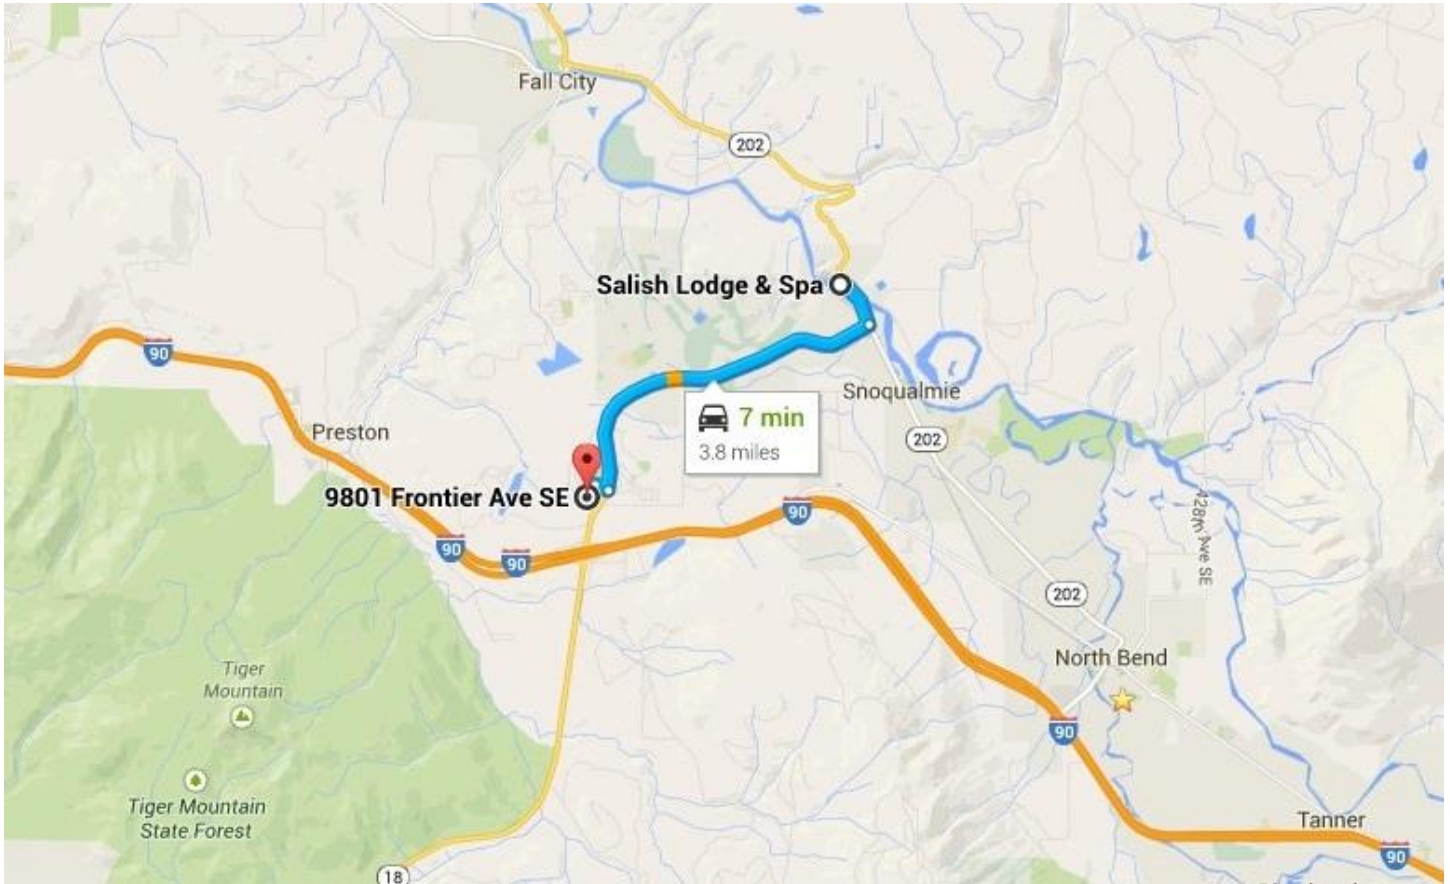 Fall City
202
Salish Lodge & Spa
90
Snoqualmie
7 min
3.8 miles
Preston
202
9801 Frontier Ave SE
90
90
90
Ave SE
202
Tiger
Mountain
North Bend
90
Tiger Mountain
State Forest
Tanner
90
18